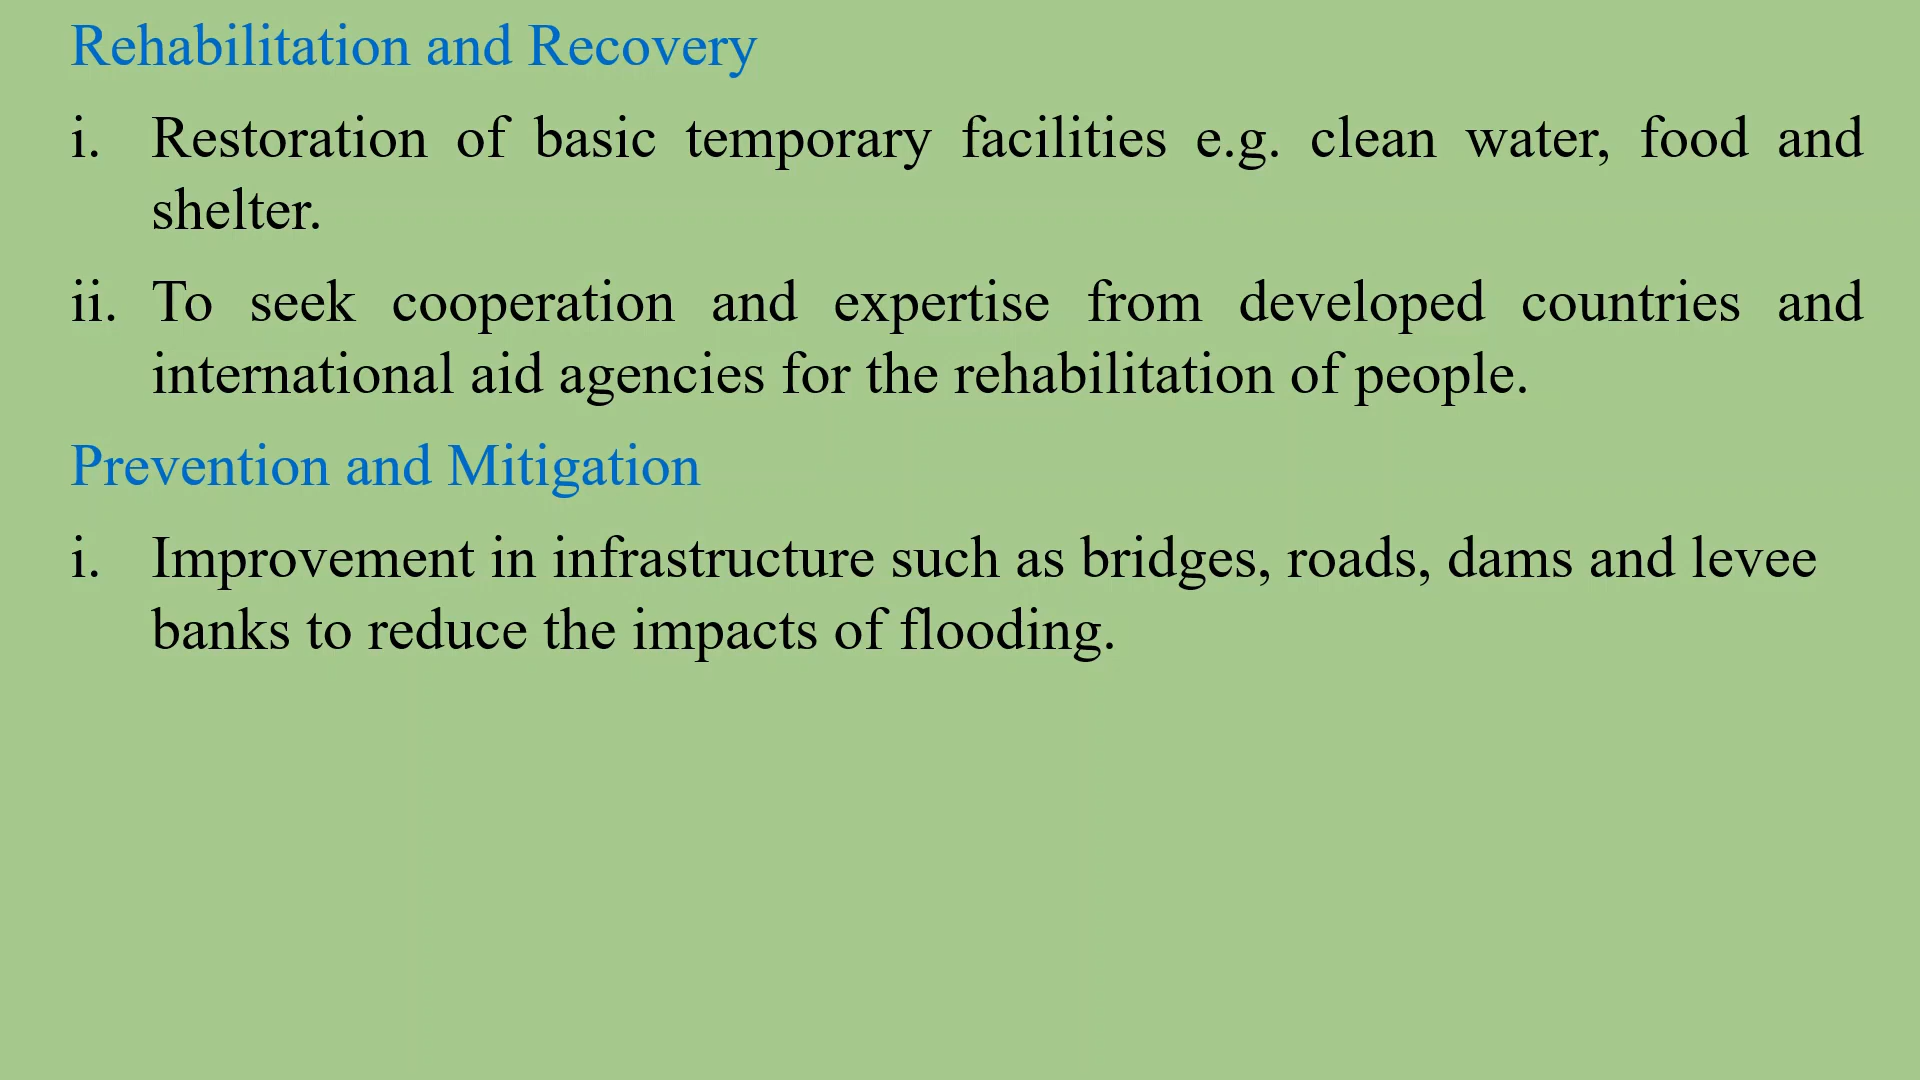 Rehabilitation and Recovery
i. Restoration of basic temporary facilities e.g. clean water, food and
shelter.
ii. To seek cooperation and expertise from developed countries and
international aid agencies for the rehabilitation of people.
Prevention and Mitigation
i. Improvement in infrastructure such as bridges, roads, dams and levee
banks to reduce the impacts of flooding.